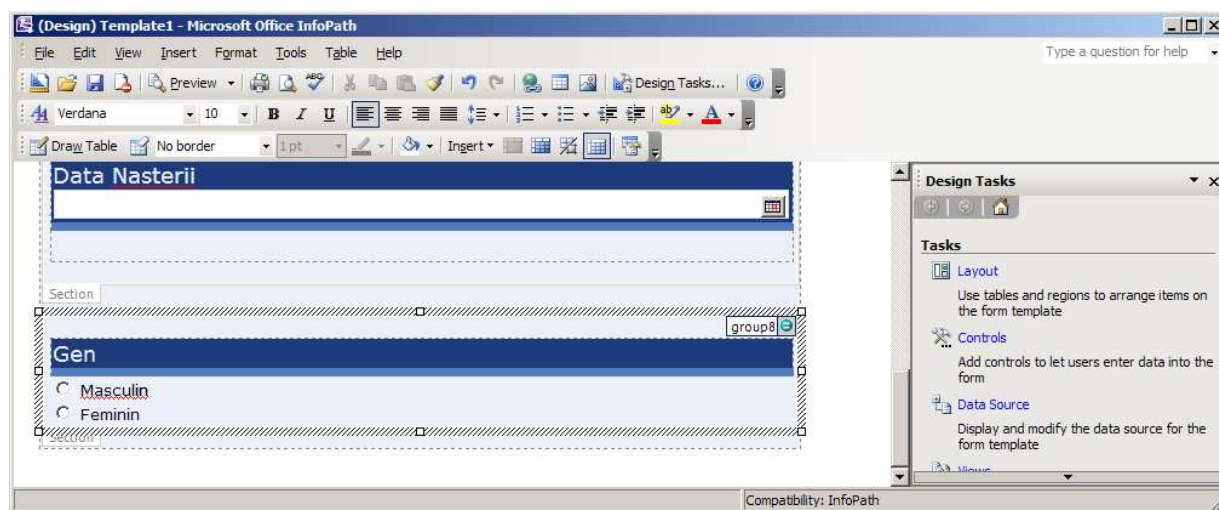 (Design) Template1 - Microsoft Office InfoPath
File Edit View Insert Format Tools Table Help Type a question for help
Preview Design Tasks...
Verdana 10 B I U
Draw Table No border 1 pt Insert
Data Nasterii
Section
group8
Gen
Masculin
Feminin
Section
Design Tasks
Tasks
Layout
Use tables and regions to arrange items on
the form template
Controls
Add controls to let users enter data into the
form
Data Source
Display and modify the data source for the
form template
Views
Compatibility: InfoPath